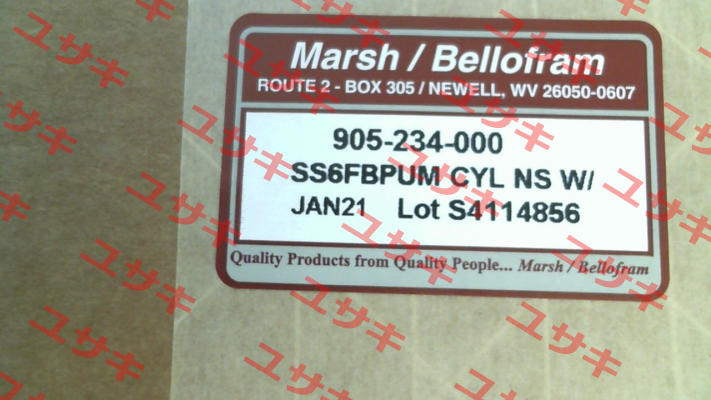 Marsh / Bellofram
ROUTE 2 - BOX 305 / NEWELL, WV 26050-0607
905-234-000
SS6FBPUM CYL NS W/
JAN21 Lot S4114856
Quality Products from Quality People... Marsh / Bellofram
ユサキ